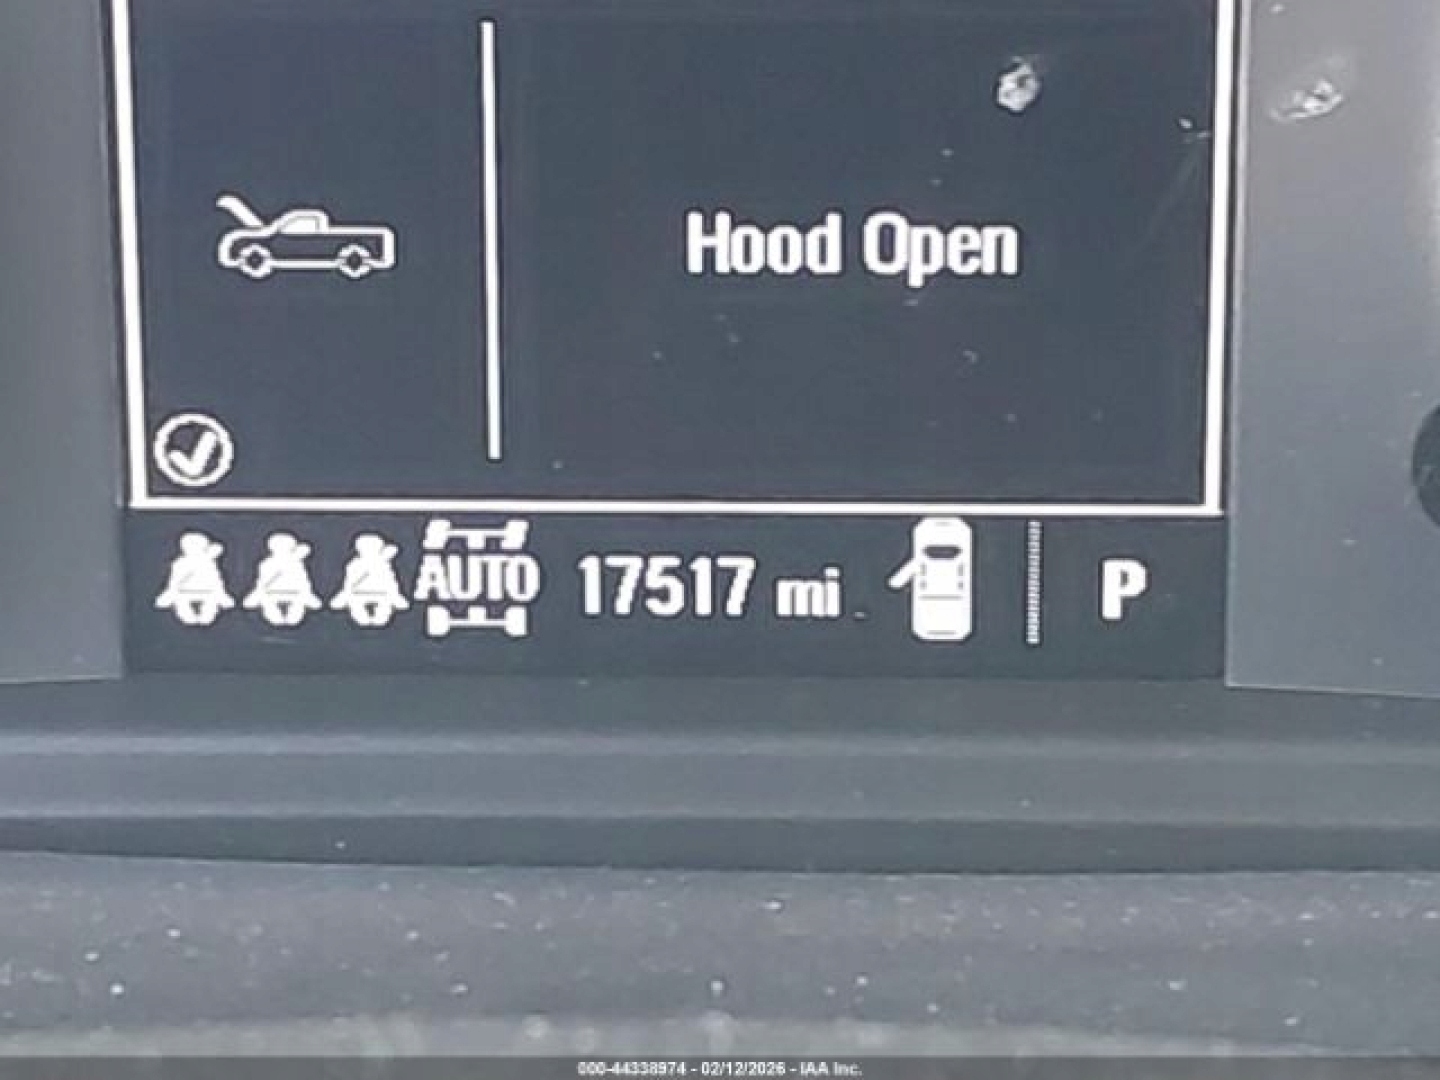 Hood Open
AUTO 17517 mi P
000-44338974 - 02/12/2026 - IAA Inc.